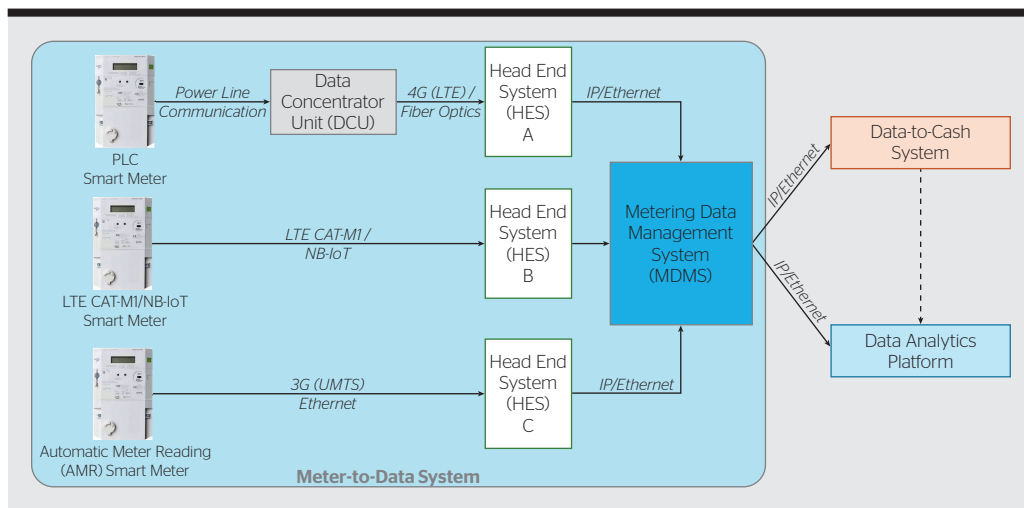 Power Line
Communication
Data
Concentrator
Unit (DCU)
4G (LTE) /
Fiber Optics
Head End
System
(HES)
A
IP/Ethernet
PLC
Smart Meter
LTE CAT-M1 /
NB-IoT
Head End
System
(HES)
B
LTE CAT-M1/NB-IoT
Smart Meter
3G (UMTS)
Ethernet
Head End
System
(HES)
C
IP/Ethernet
Automatic Meter Reading
(AMR) Smart Meter
Metering Data
Management
System
(MDMS)
Meter-to-Data System
IP/Ethernet
IP/Ethernet
Data-to-Cash
System
Data Analytics
Platform